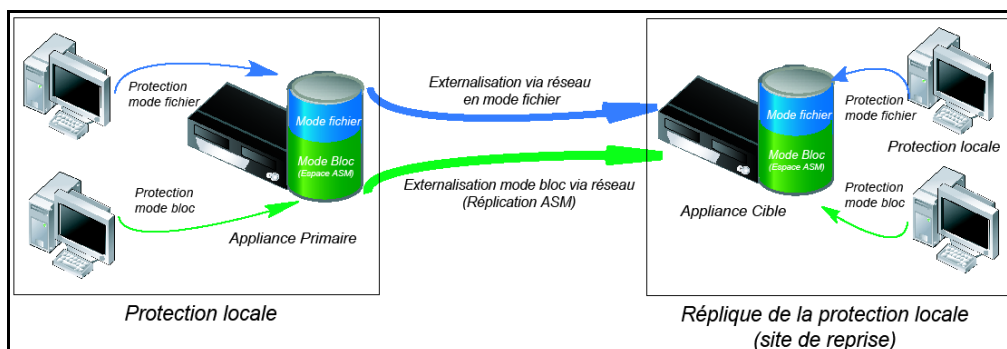 Protection
mode fichier
Mode fichier
Mode Bloc
(Espace ASM)
Protection
mode bloc
Appliance Primaire
Protection locale
Externalisation via réseau
en mode fichier
Externalisation mode bloc via réseau
(Réplication ASM)
Mode fichier
Mode Bloc
(Espace ASM)
Appliance Cible
Protection
mode fichier
Protection locale
Protection
mode bloc
Réplique de la protection locale
(site de reprise)